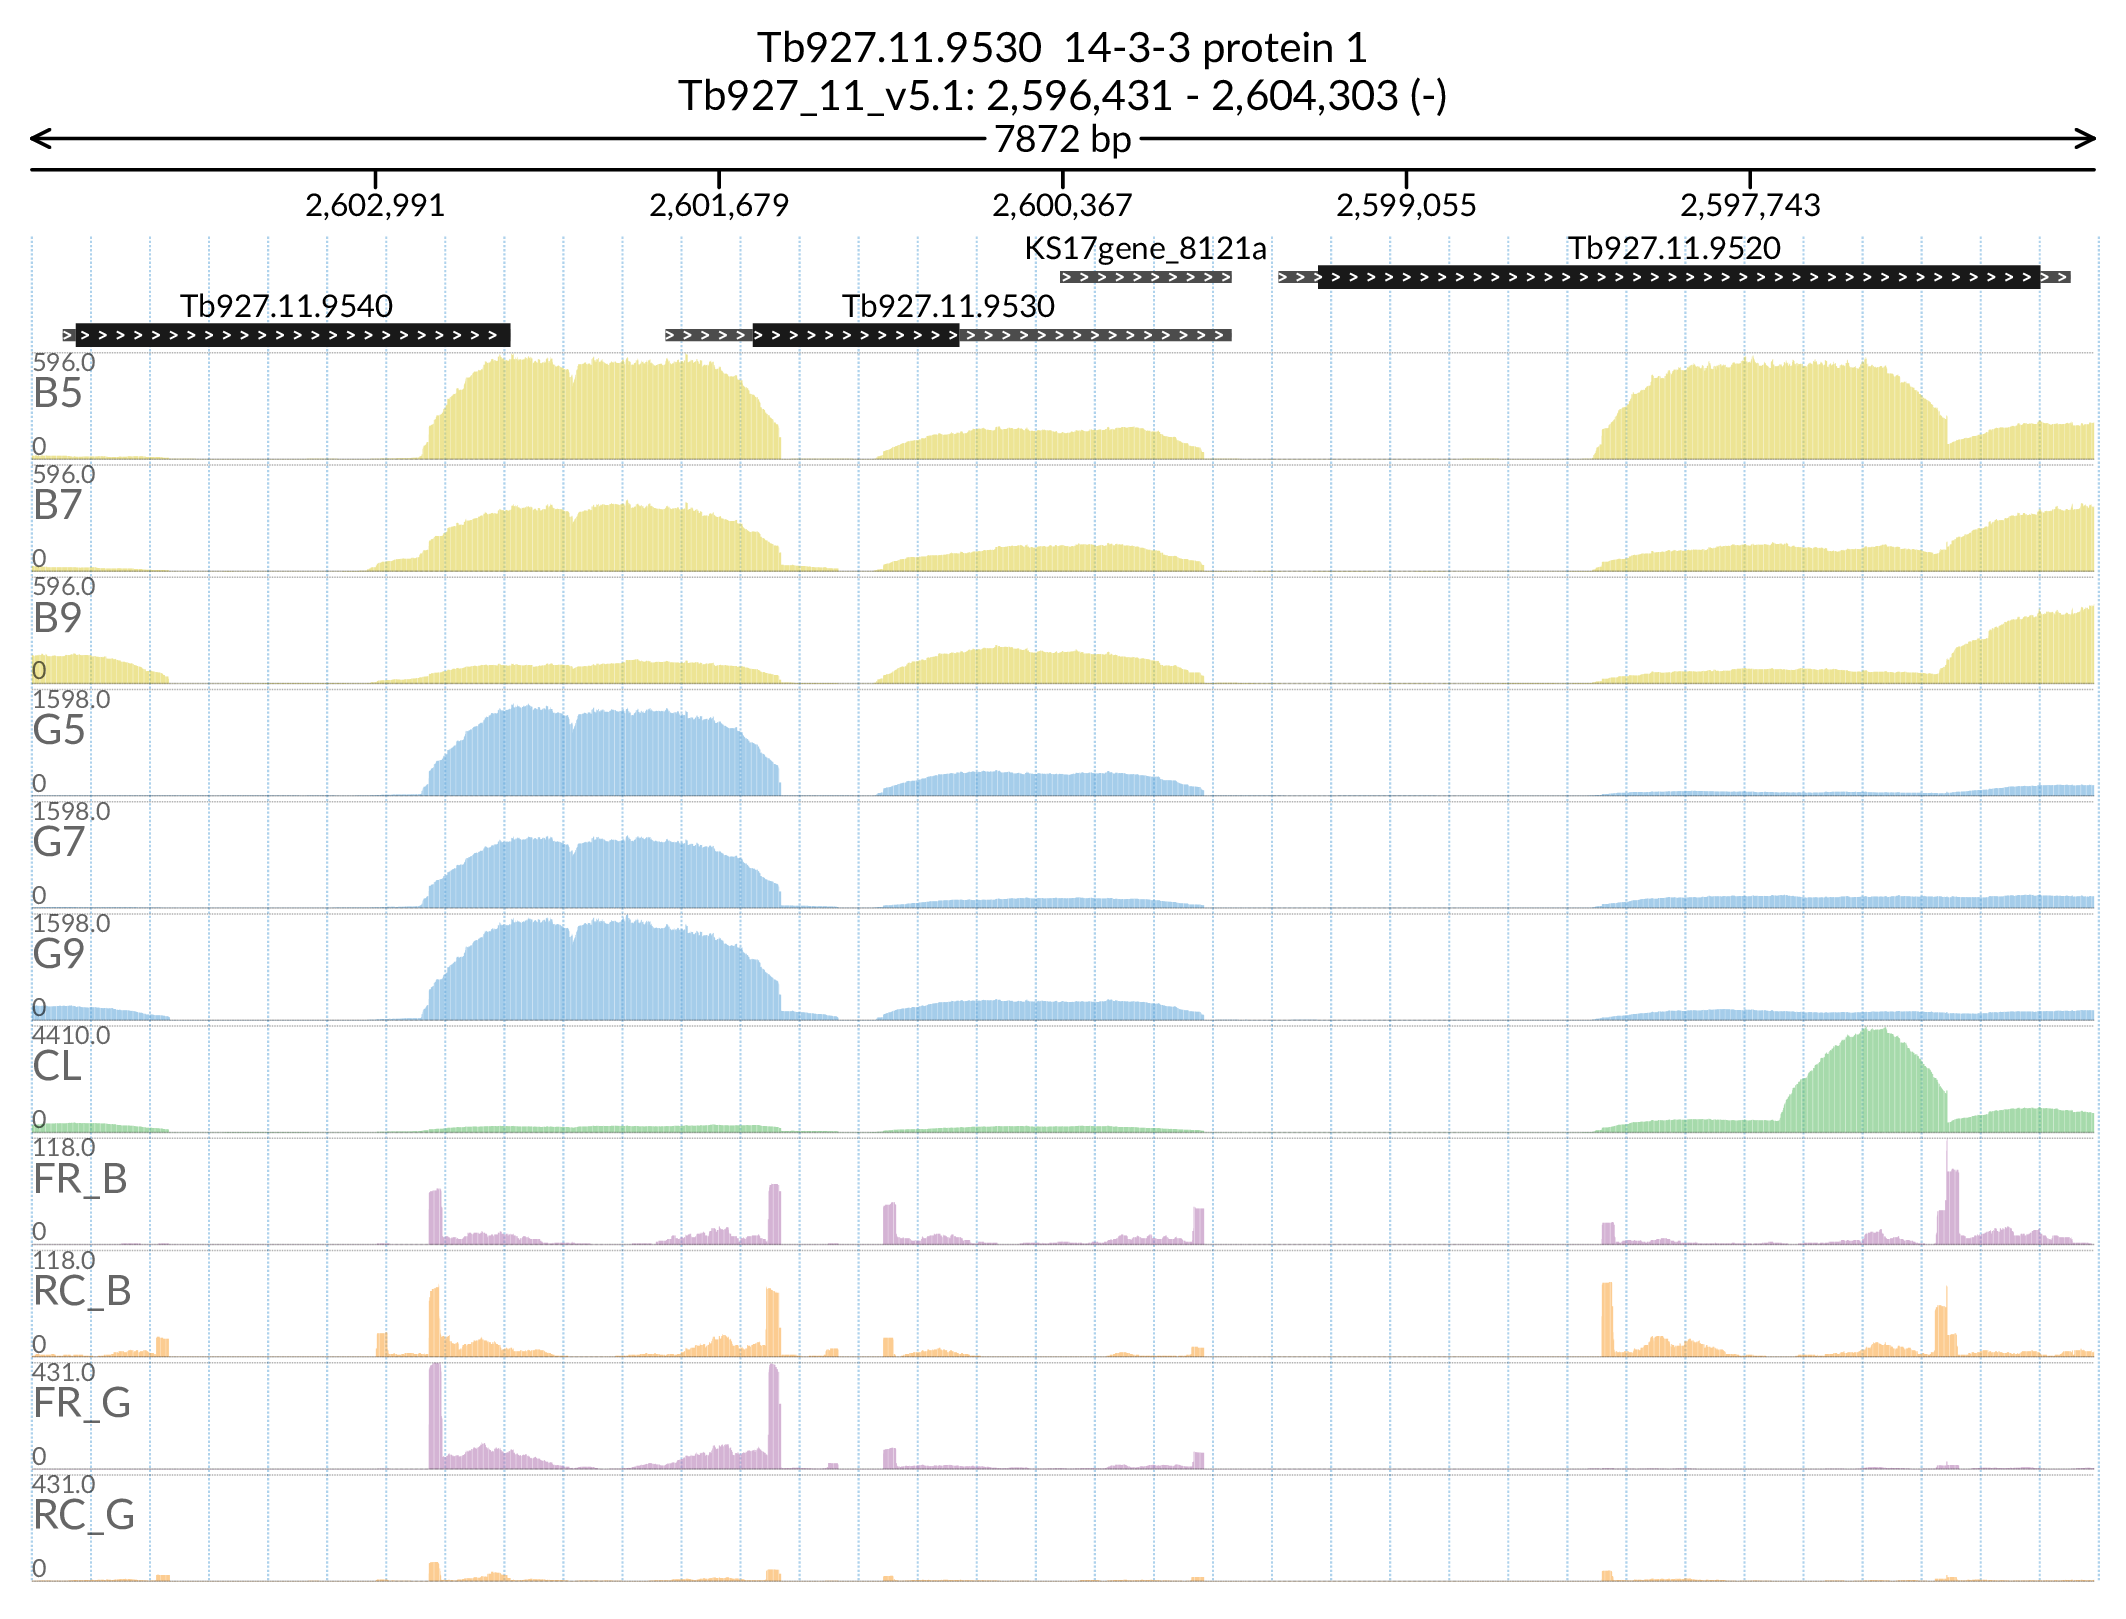 Tb927.11.9530  14-3-3 protein 1
Tb927_11_v5.1: 2,596,431 - 2,604,303 (-)
7872 bp
2,602,991 2,601,679 2,600,367 2,599,055 2,597,743
KS17gene_8121a Tb927.11.9520
Tb927.11.9540 Tb927.11.9530
596.0
B5
0
596.0
B7
0
596.0
B9
0
1598.0
G5
0
1598.0
G7
0
1598.0
G9
0
4410.0
CL
0
118.0
FR_B
0
118.0
RC_B
0
431.0
FR_G
0
431.0
RC_G
0